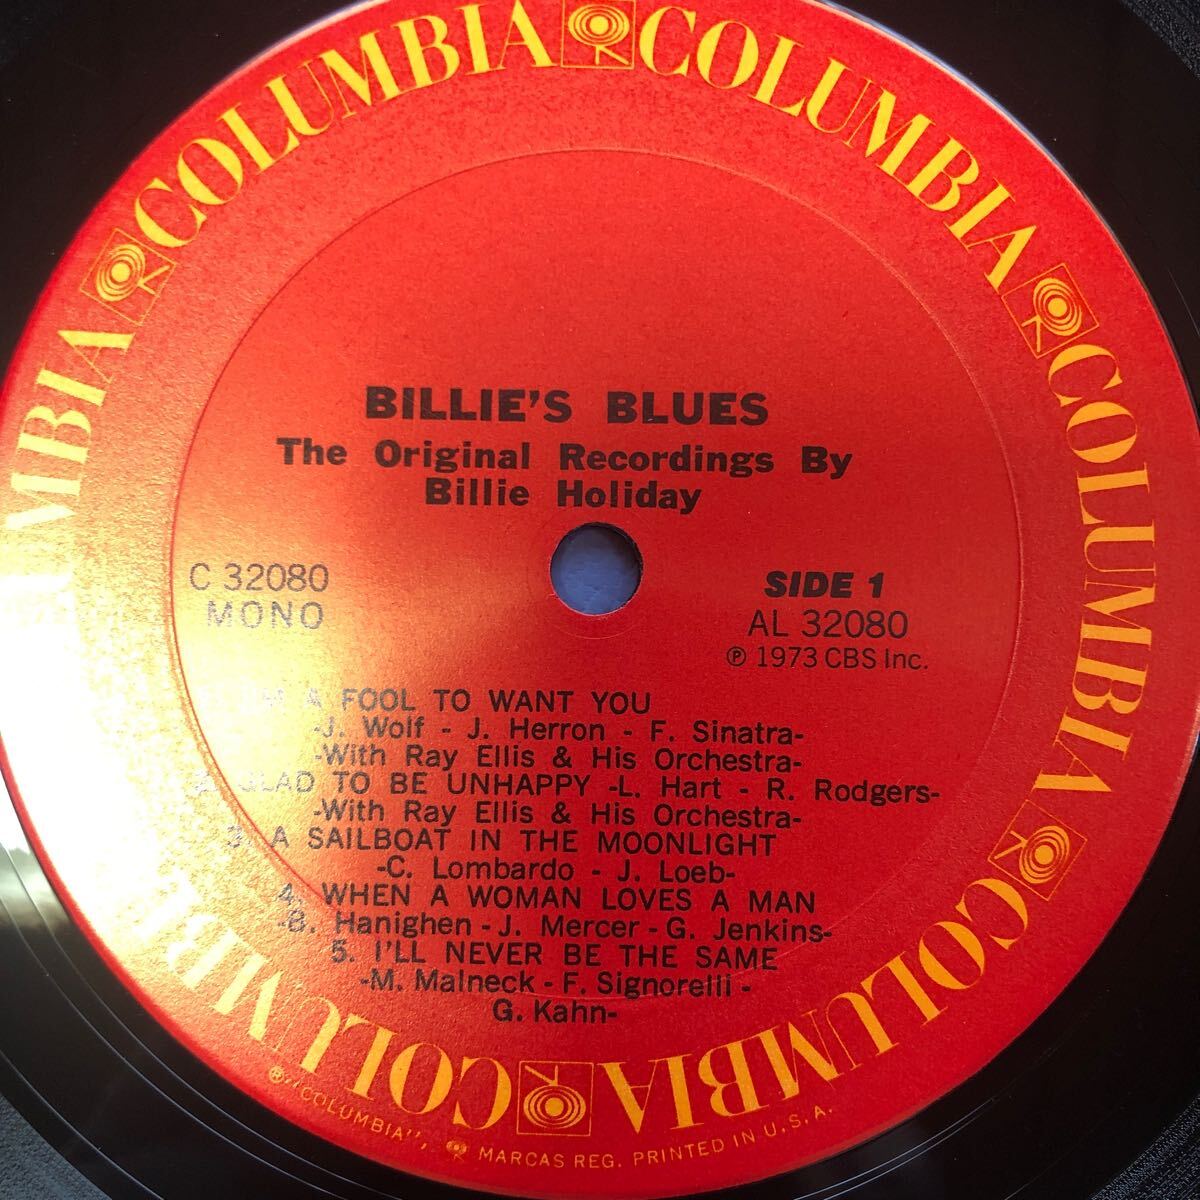 COLUMBIA COLUMBIA COLUMBIA COLUMBIA COLUMBIA COLUMBIA
BILLIE'S BLUES
The Original Recordings By
Billie Holiday
C 32080
MONO
SIDE 1
AL 32080
℗ 1973 CBS Inc.
A FOOL TO WANT YOU
-J. Wolf - J. Herron - F. Sinatra-
-With Ray Ellis & His Orchestra-
2. GLAD TO BE UNHAPPY -L. Hart - R. Rodgers-
-With Ray Ellis & His Orchestra-
3. A SAILBOAT IN THE MOONLIGHT
-C. Lombardo - J. Loeb-
4. WHEN A WOMAN LOVES A MAN
-B. Hanighen - J. Mercer - G. Jenkins-
5. I'LL NEVER BE THE SAME
-M. Malneck - F. Signorelli -
G. Kahn-
® "COLUMBIA", MARCAS REG. PRINTED IN U.S.A.